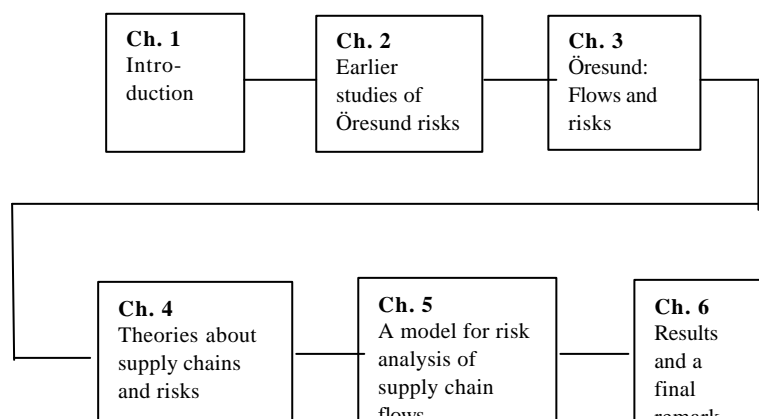 Ch. 1
Intro-
duction
Ch. 2
Earlier
studies of
Öresund risks
Ch. 3
Öresund:
Flows and
risks
Ch. 4
Theories about
supply chains
and risks
Ch. 5
A model for risk
analysis of
supply chain
flows
Ch. 6
Results
and a
final
remark